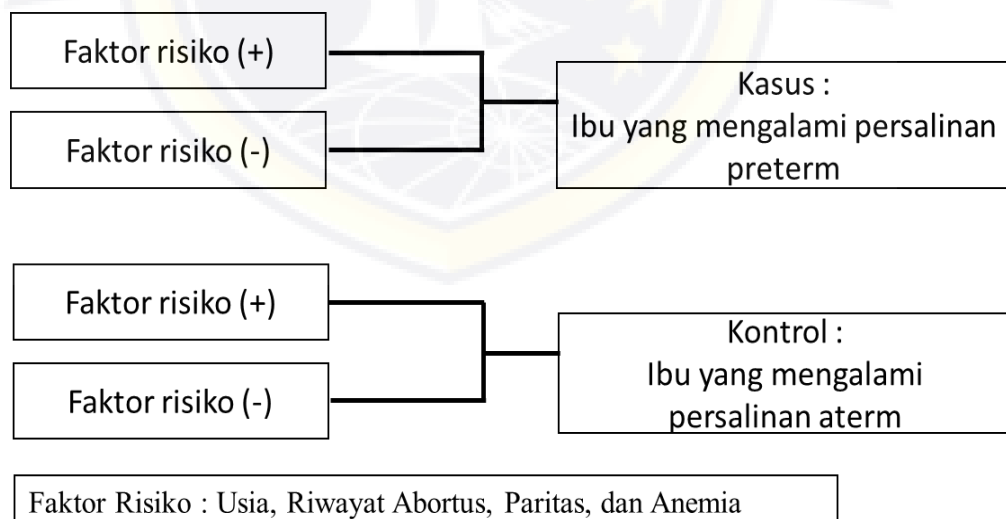 Faktor risiko (+)
Faktor risiko (-)
Kasus :
Ibu yang mengalami persalinan
preterm
Faktor risiko (+)
Faktor risiko (-)
Kontrol :
Ibu yang mengalami
persalinan aterm
Faktor Risiko : Usia, Riwayat Abortus, Paritas, dan Anemia